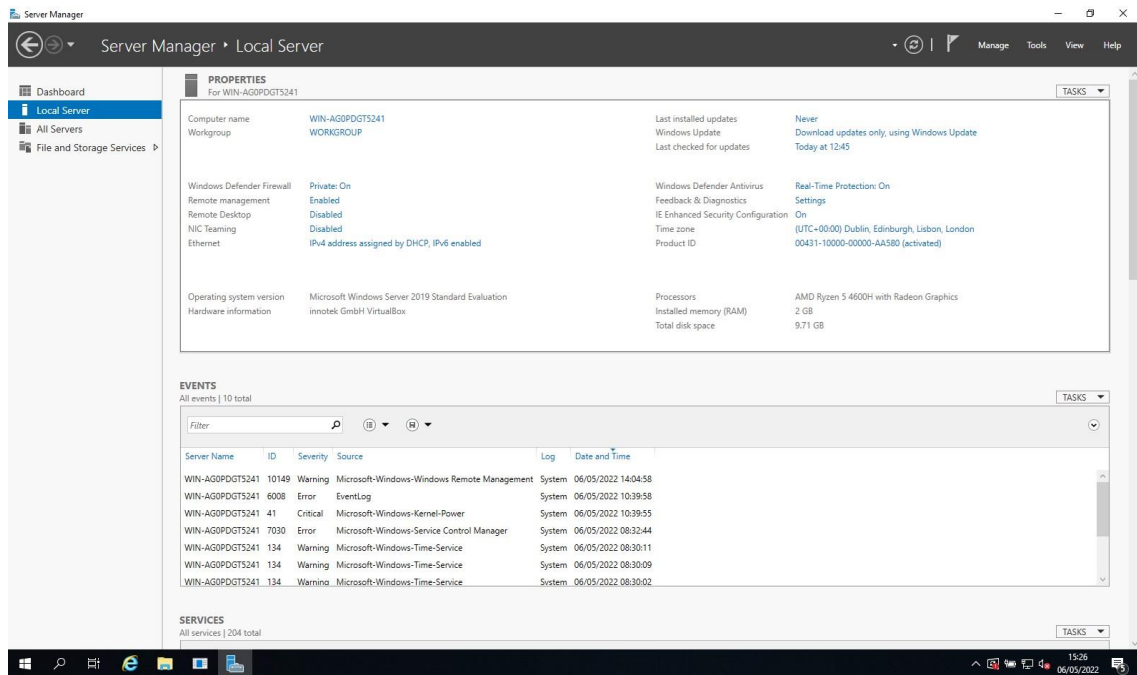 Server Manager
Server Manager ‣ Local Server
Manage Tools View Help
Dashboard
Local Server
All Servers
File and Storage Services
PROPERTIES
For WIN-AG0PDGT5241
TASKS
Computer name WIN-AG0PDGT5241 Last installed updates Never
Workgroup WORKGROUP Windows Update Download updates only, using Windows Update
Last checked for updates Today at 12:45
Windows Defender Firewall Private: On Windows Defender Antivirus Real-Time Protection: On
Remote management Enabled Feedback & Diagnostics Settings
Remote Desktop Disabled IE Enhanced Security Configuration On
NIC Teaming Disabled Time zone (UTC+00:00) Dublin, Edinburgh, Lisbon, London
Ethernet IPv4 address assigned by DHCP, IPv6 enabled Product ID 00431-10000-00000-AA580 (activated)
Operating system version Microsoft Windows Server 2019 Standard Evaluation Processors AMD Ryzen 5 4600H with Radeon Graphics
Hardware information innotek GmbH VirtualBox Installed memory (RAM) 2 GB
Total disk space 9.71 GB
EVENTS
All events | 10 total
TASKS
Filter
Server Name ID Severity Source Log Date and Time
WIN-AG0PDGT5241 10149 Warning Microsoft-Windows-Windows Remote Management System 06/05/2022 14:04:58
WIN-AG0PDGT5241 6008 Error EventLog System 06/05/2022 10:39:58
WIN-AG0PDGT5241 41 Critical Microsoft-Windows-Kernel-Power System 06/05/2022 10:39:55
WIN-AG0PDGT5241 7030 Error Microsoft-Windows-Service Control Manager System 06/05/2022 08:32:44
WIN-AG0PDGT5241 134 Warning Microsoft-Windows-Time-Service System 06/05/2022 08:30:11
WIN-AG0PDGT5241 134 Warning Microsoft-Windows-Time-Service System 06/05/2022 08:30:09
WIN-AG0PDGT5241 134 Warning Microsoft-Windows-Time-Service System 06/05/2022 08:30:02
SERVICES
All services | 204 total
TASKS
15:26
06/05/2022
5